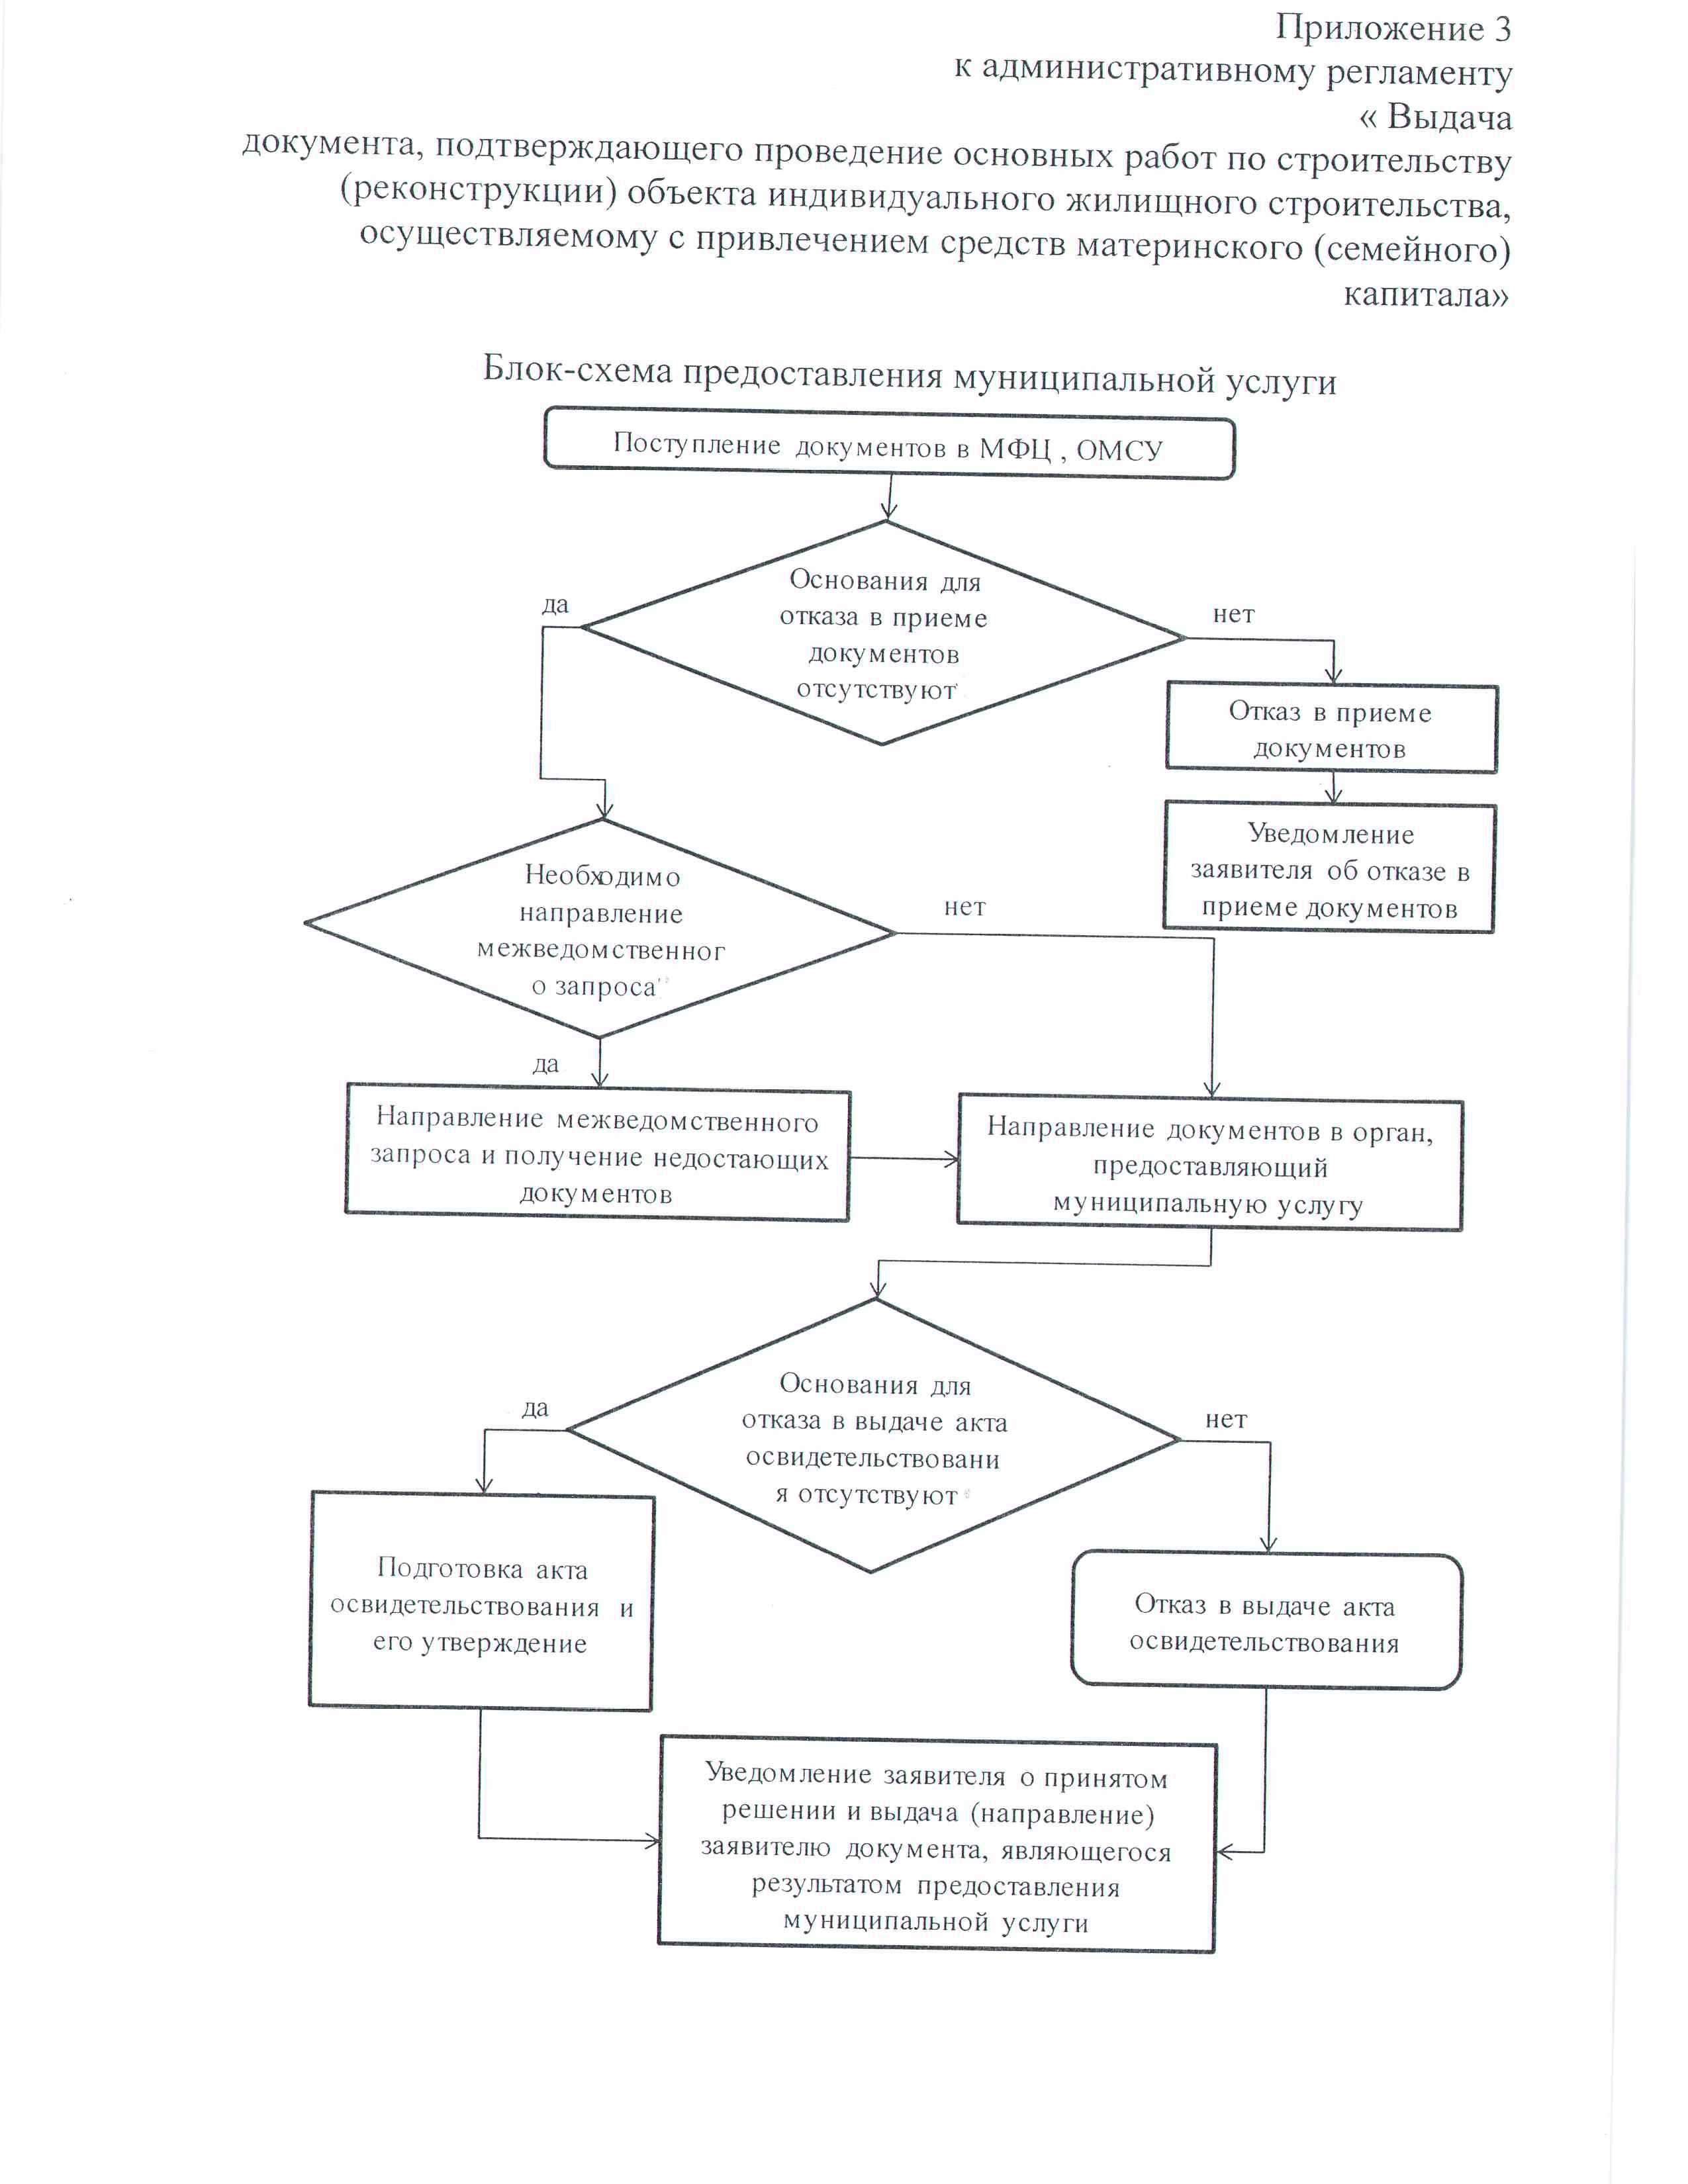 Приложение 3
к административному регламенту
« Выдача
документа, подтверждающего проведение основных работ по строительству
(реконструкции) объекта индивидуального жилищного строительства,
осуществляемому с привлечением средств материнского (семейного)
капитала»
Блок-схема предоставления муниципальной услуги
Поступление документов в МФЦ , ОМСУ
Основания для
отказа в приеме
документов
отсутствуют
да
нет
Отказ в приеме
документов
Уведомление
заявителя об отказе в
приеме документов
Необходимо
направление
межведомственног
о запроса
нет
да
Направление межведомственного
запроса и получение недостающих
документов
Направление документов в орган,
предоставляющий
муниципальную услугу
Основания для
отказа в выдаче акта
освидетельствовани
я отсутствуют
да
нет
Подготовка акта
освидетельствования и
его утверждение
Отказ в выдаче акта
освидетельствования
Уведомление заявителя о принятом
решении и выдача (направление)
заявителю документа, являющегося
результатом предоставления
муниципальной услуги